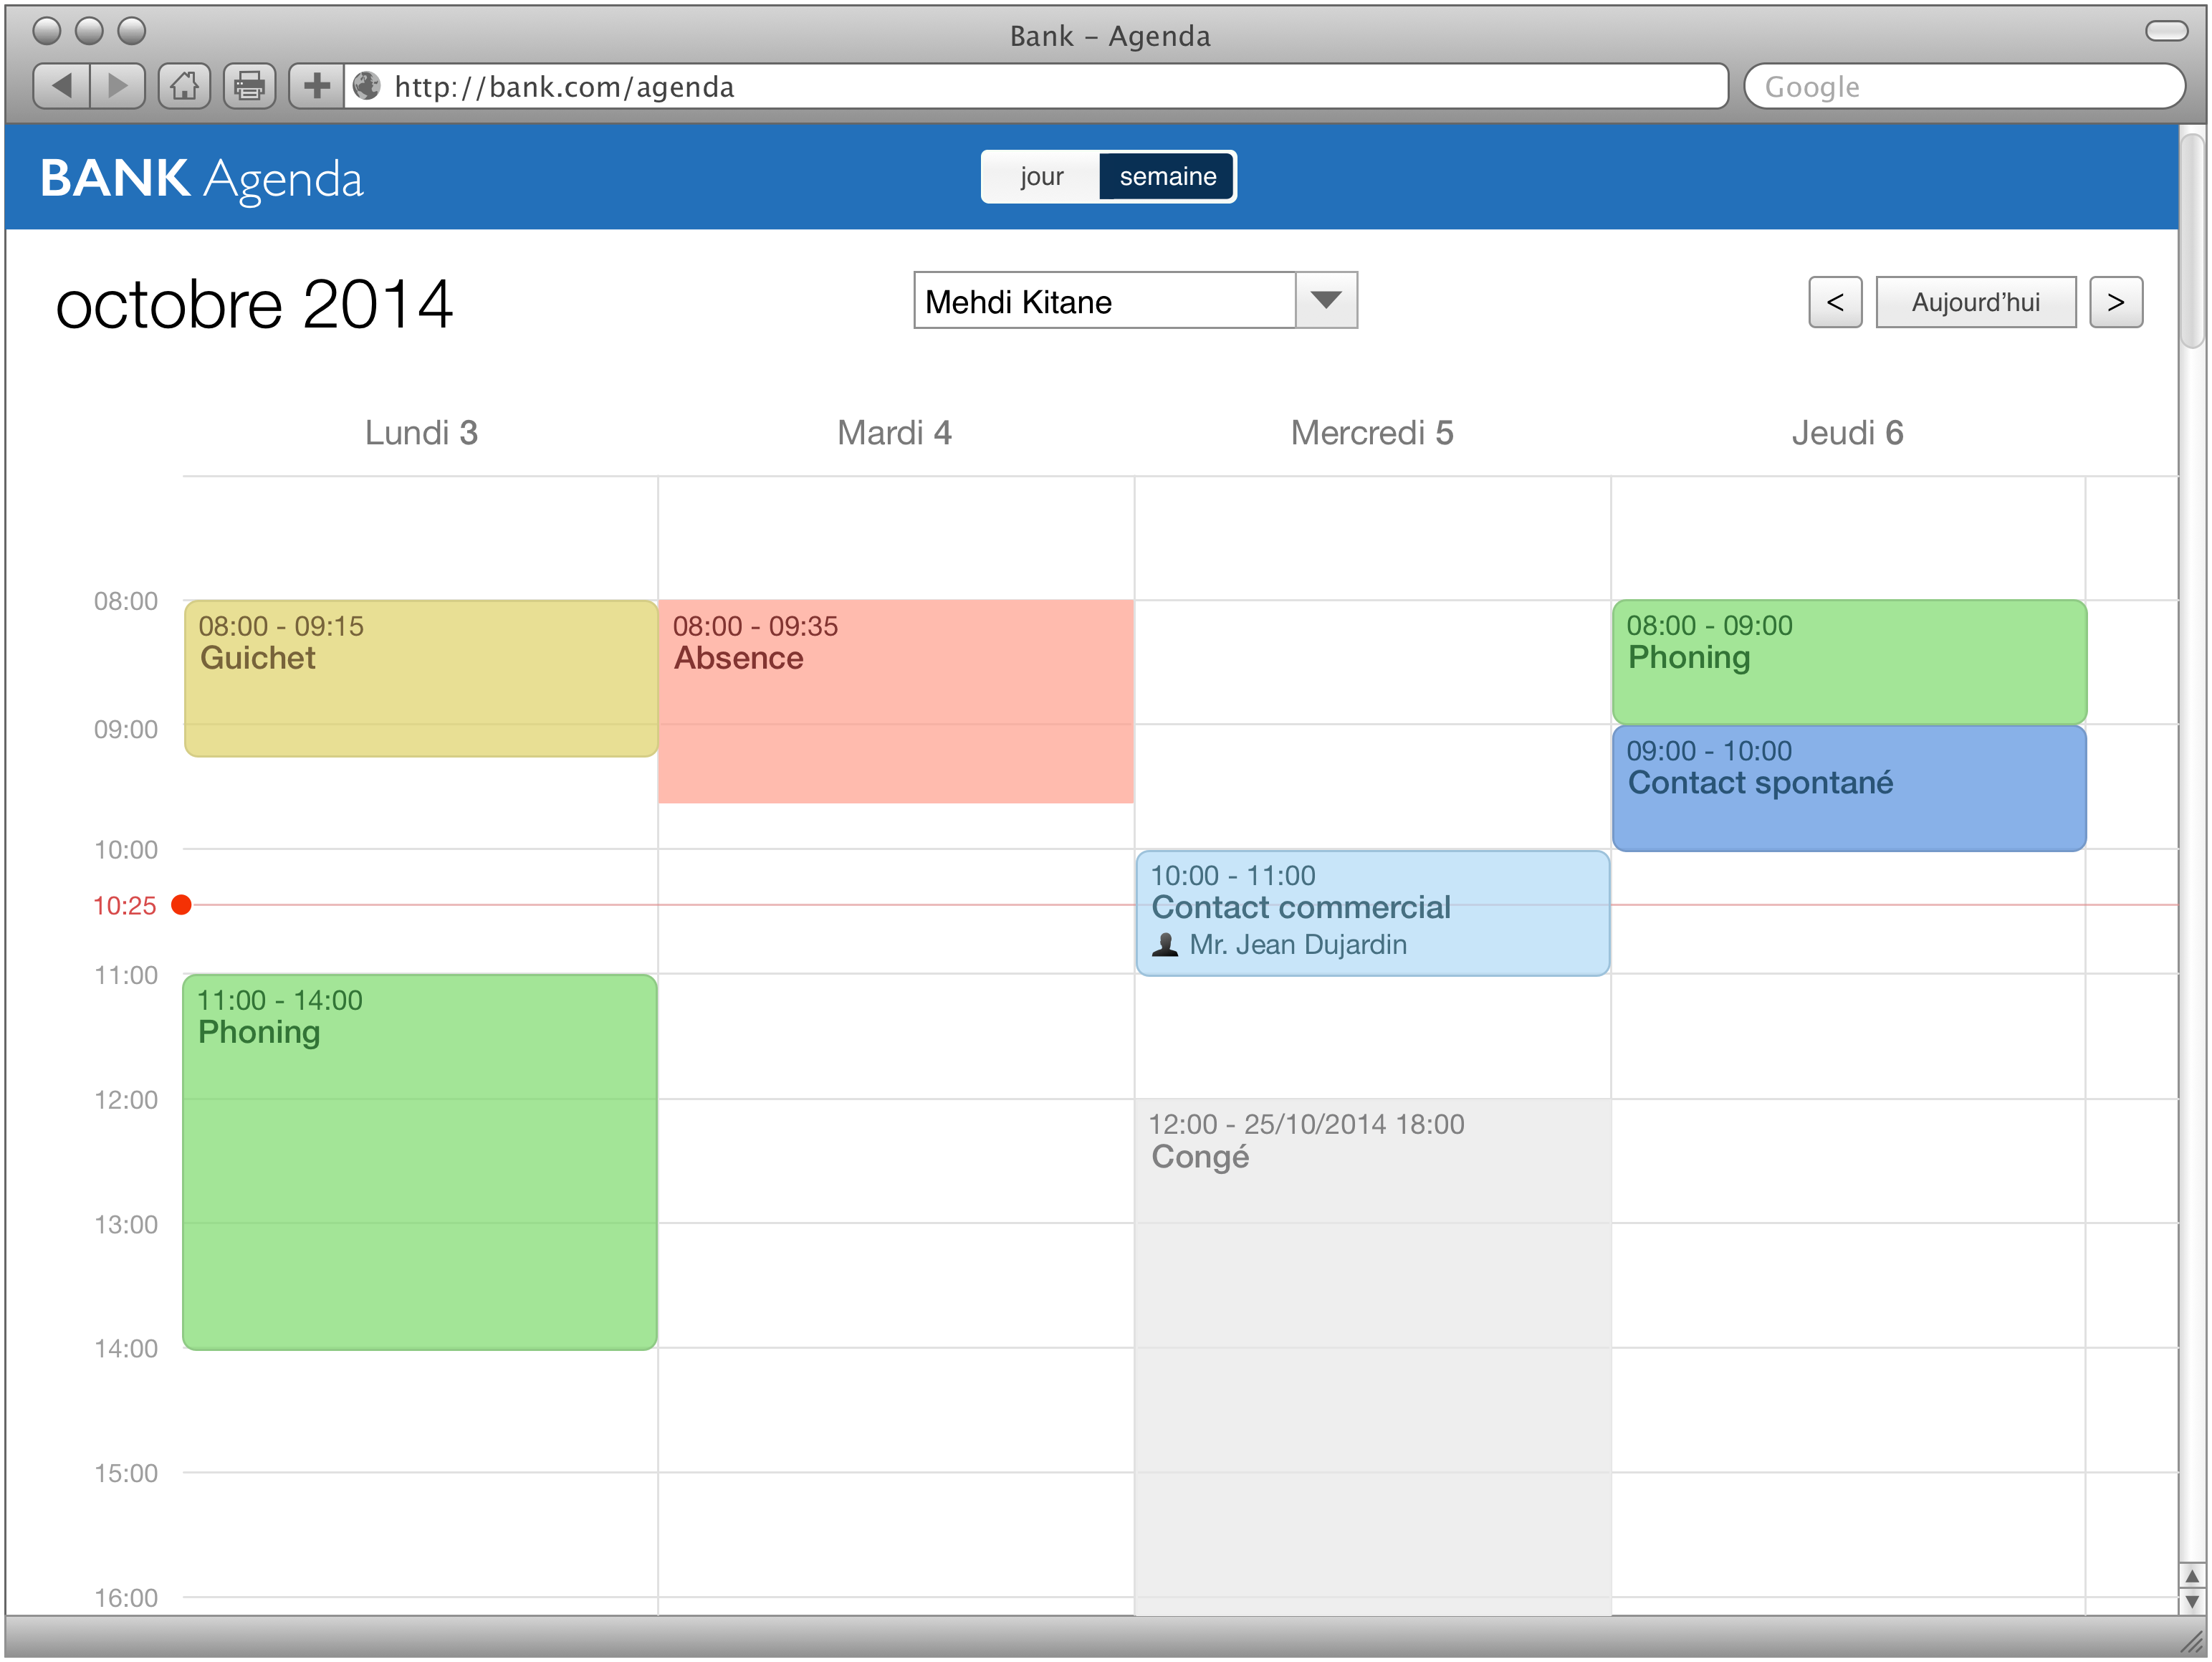 Bank – Agenda
http://bank.com/agenda
Google
BANK Agenda
jour
semaine
octobre 2014
Mehdi Kitane
<
Aujourd’hui
>
Lundi 3
Mardi 4
Mercredi 5
Jeudi 6
08:00
09:00
10:00
10:25
11:00
12:00
13:00
14:00
15:00
16:00
08:00 - 09:15
Guichet
11:00 - 14:00
Phoning
08:00 - 09:35
Absence
10:00 - 11:00
Contact commercial
Mr. Jean Dujardin
12:00 - 25/10/2014 18:00
Congé
08:00 - 09:00
Phoning
09:00 - 10:00
Contact spontané